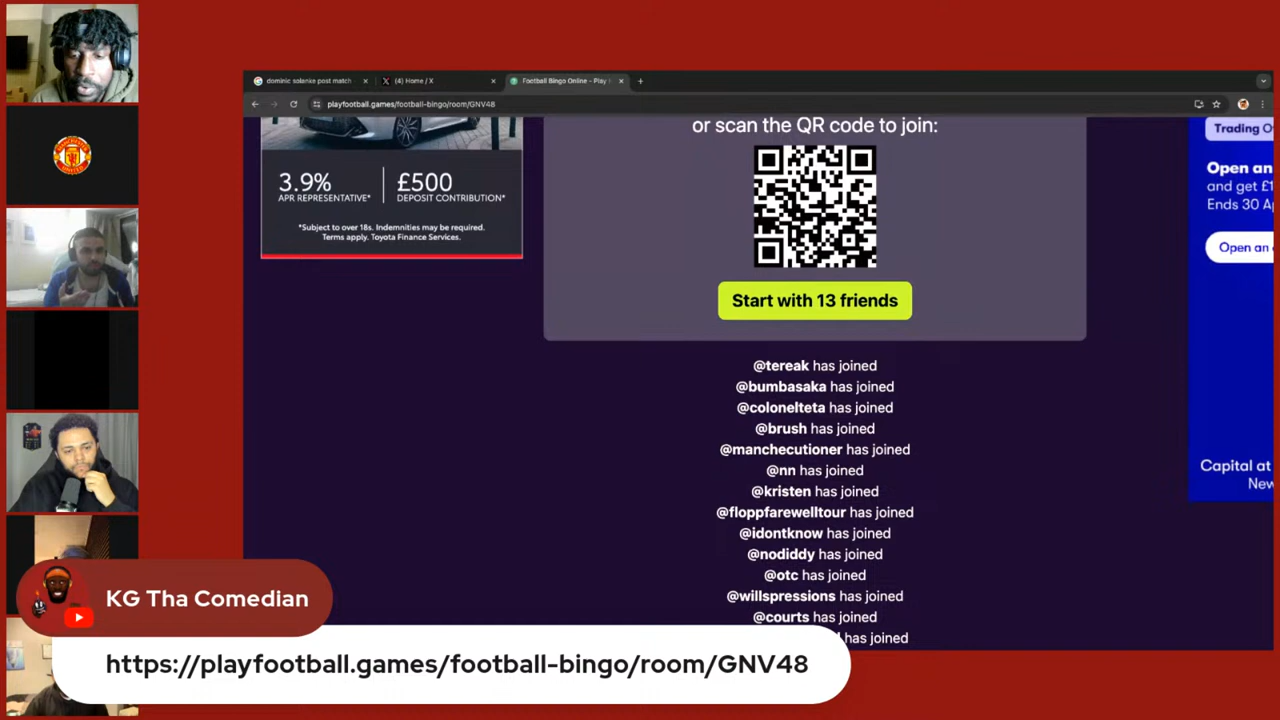 dominic solanke post match
(4) Home / X
Football Bingo Online - Play
playfootball.games/football-bingo/room/GNV48
or scan the QR code to join:
3.9%
APR REPRESENTATIVE*
£500
DEPOSIT CONTRIBUTION*
*Subject to over 18s. Indemnities may be required.
Terms apply. Toyota Finance Services.
Start with 13 friends
@tereak has joined
@bumbasaka has joined
@colonelteta has joined
@brush has joined
@manchecutioner has joined
@nn has joined
@kristen has joined
@floppfarewelltour has joined
@idontknow has joined
@nodiddy has joined
@otc has joined
@willspressions has joined
@courts has joined
has joined
Trading
Open an
and get £1
Ends 30 Ap
Open an
Capital at
KG Tha Comedian
https://playfootball.games/football-bingo/room/GNV48